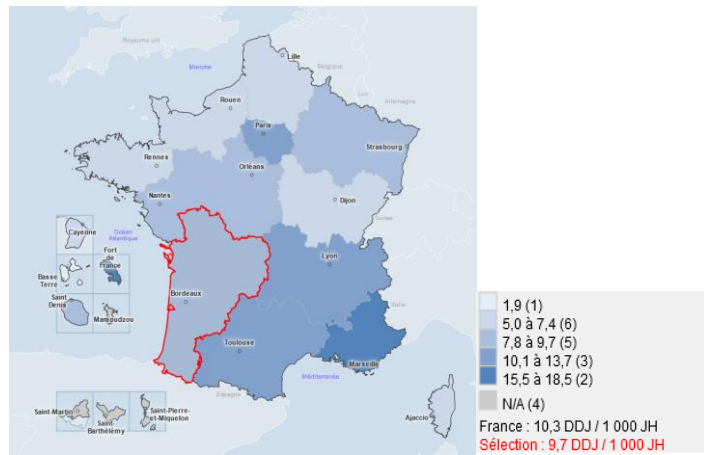 Royaume uni
Lille
Belgique
Manche
Lux
Allemagne
Rouen
Paris
Strasbourg
Rennes
Orléans
Nantes
Dijon
Suisse
Cayenne
Océan
Atlantique
Fort
de
France
Lyon
Basse
Terre
Italie
Saint
Denis
Mamoudzou
Bordeaux
Toulouse
Marseille
Méditerranée
Espagne
Saint-Martin
Saint-
Barthélémy
Saint-Pierre
et-Miquelon
Ajaccio
1,9 (1)
5,0 à 7,4 (6)
7,8 à 9,7 (5)
10,1 à 13,7 (3)
15,5 à 18,5 (2)
N/A (4)
France : 10,3 DDJ / 1 000 JH
Sélection : 9,7 DDJ / 1 000 JH